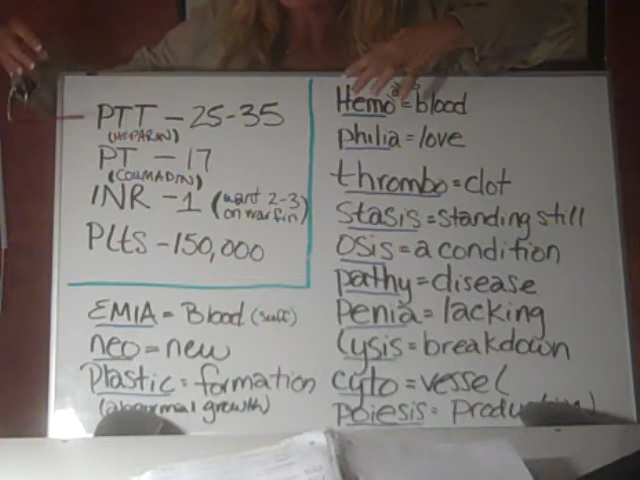 PTT - 25-35
(HEPARIN)
PT - 17
(COUMADIN)
INR - 1 (want 2-3
on warfin)
Plts - 150,000
EMIA = Blood (suff)
neo = new
Plastic = formation
(abnormal growth)
Hemo = blood
philia = love
thrombo = clot
Stasis = standing still
Osis = a condition
pathy = disease
Penia = lacking
Lysis = breakdown
cyto = vessel
poiesis =